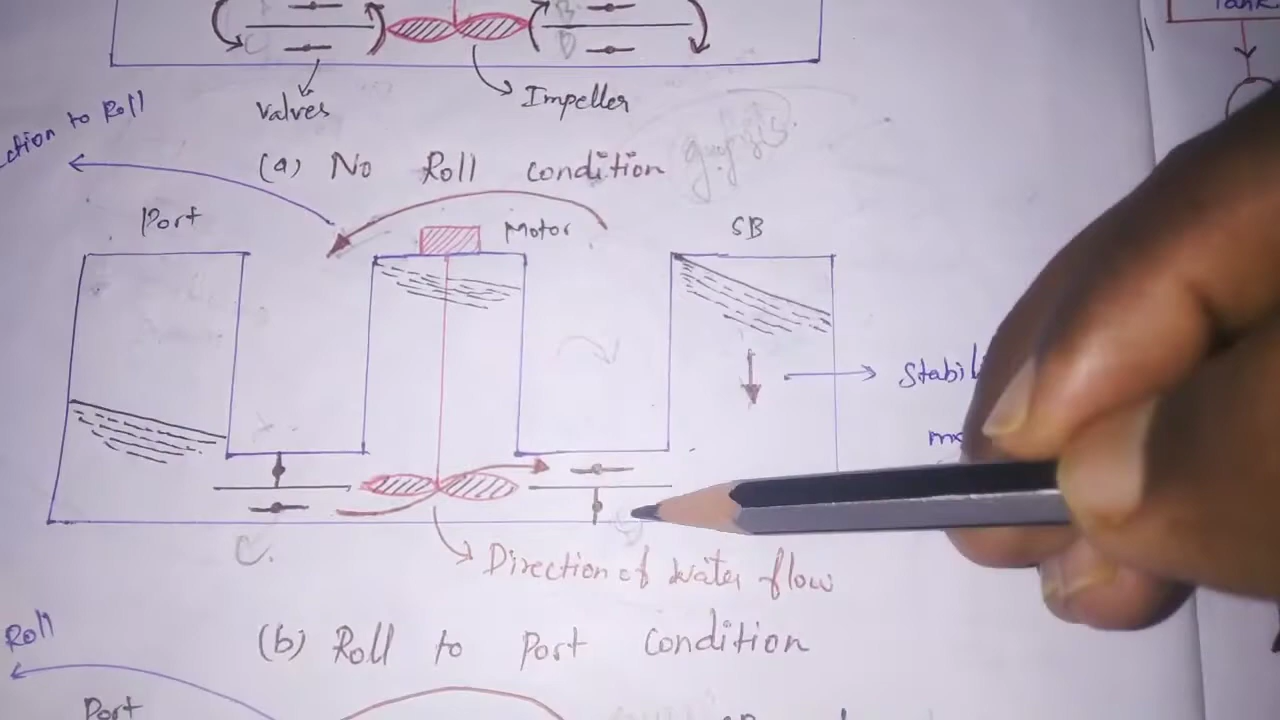 Tank
C
B
D
Valves
Impeller
ction to Roll
(a) No Roll condition
Port
Motor
SB
Stabil
C.
Direction of water flow
(b) Roll to Port Condition
Roll
Port